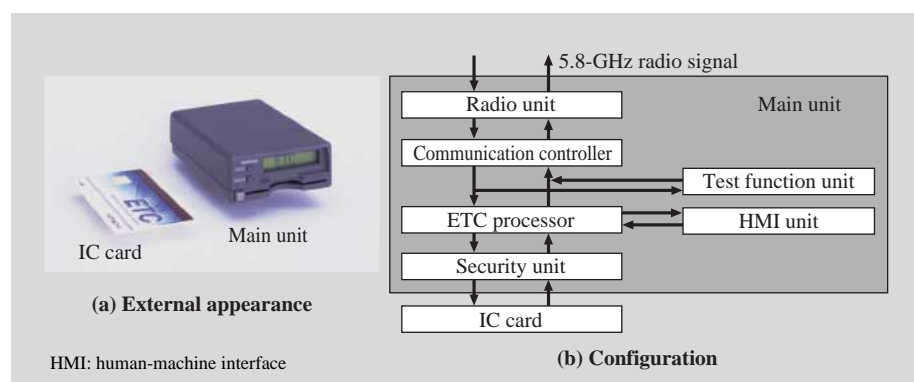 5.8-GHz radio signal
Radio unit
Main unit
Communication controller
Test function unit
ETC processor
HMI unit
Security unit
IC card
(b) Configuration
ETC
IC card
Main unit
(a) External appearance
HMI: human-machine interface